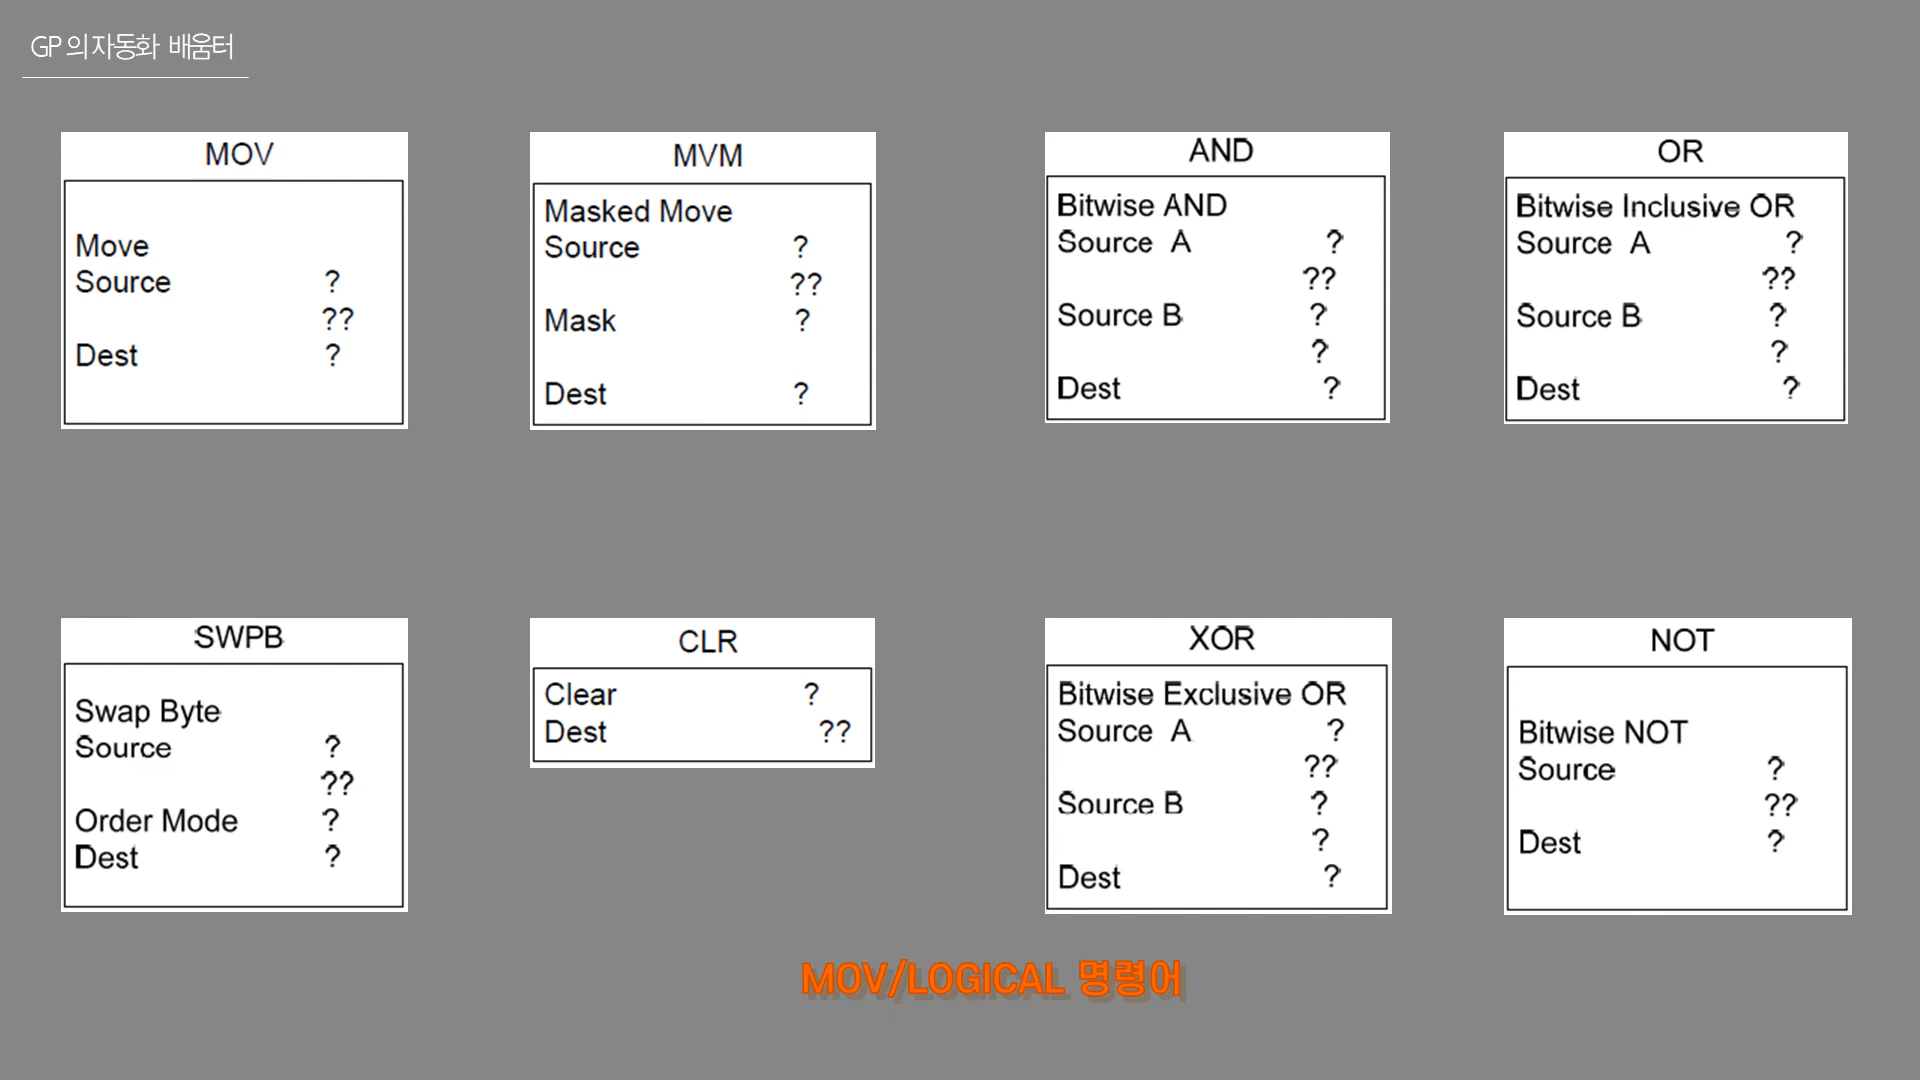 GP의 자동화 배움터
MOV
Move
Source ?
??
Dest ?
MVM
Masked Move
Source ?
??
Mask ?
Dest ?
AND
Bitwise AND
Source A ?
??
Source B ?
?
Dest ?
OR
Bitwise Inclusive OR
Source A ?
??
Source B ?
?
Dest ?
SWPB
Swap Byte
Source ?
??
Order Mode ?
Dest ?
CLR
Clear ?
Dest ??
XOR
Bitwise Exclusive OR
Source A ?
??
Source B ?
?
Dest ?
NOT
Bitwise NOT
Source ?
??
Dest ?
MOV/LOGICAL 명령어